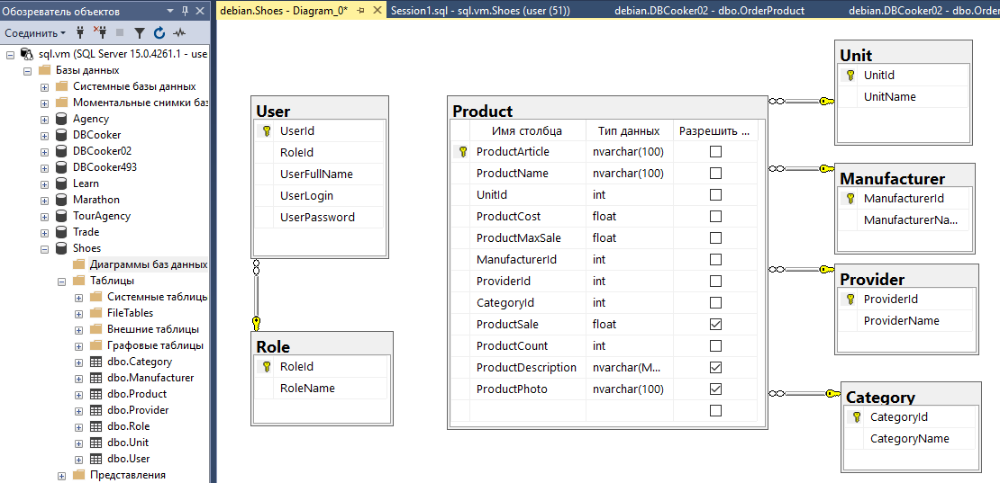 Обозреватель объектов
Соединить
sql.vm (SQL Server 15.0.4261.1 - use
Базы данных
Системные базы данных
Моментальные снимки баз
Agency
DBCooker
DBCooker02
DBCooker493
Learn
Marathon
TourAgency
Trade
Shoes
Диаграммы баз данных
Таблицы
Системные таблицы
FileTables
Внешние таблицы
Графовые таблицы
dbo.Category
dbo.Manufacturer
dbo.Product
dbo.Provider
dbo.Role
dbo.Unit
dbo.User
Представления
debian.Shoes - Diagram_0*
Session1.sql - sql.vm.Shoes (user (51))
debian.DBCooker02 - dbo.OrderProduct
debian.DBCooker02 - dbo.Order
User
UserId
RoleId
UserFullName
UserLogin
UserPassword
Role
RoleId
RoleName
Product
Имя столбца Тип данных Разрешить ...
ProductArticle nvarchar(100)
ProductName nvarchar(100)
UnitId int
ProductCost float
ProductMaxSale float
ManufacturerId int
ProviderId int
CategoryId int
ProductSale float
ProductCount int
ProductDescription nvarchar(M...
ProductPhoto nvarchar(100)
Unit
UnitId
UnitName
Manufacturer
ManufacturerId
ManufacturerNa...
Provider
ProviderId
ProviderName
Category
CategoryId
CategoryName